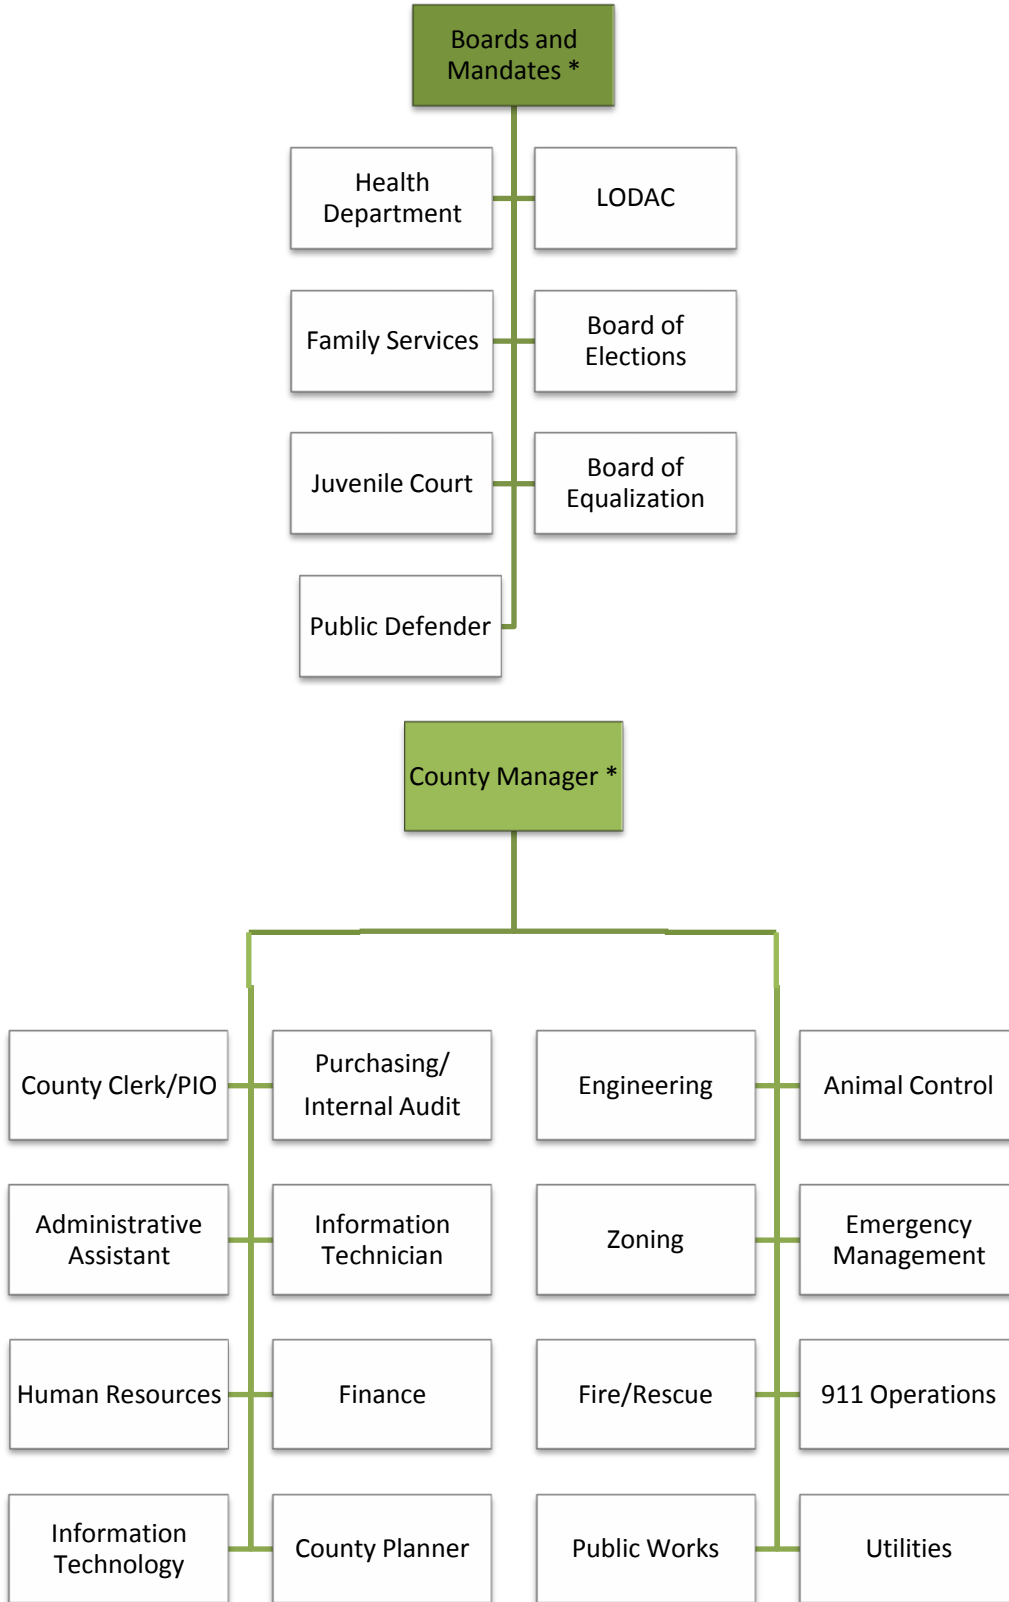 Boards and
Mandates *
Health
Department
LODAC
Family Services
Board of
Elections
Juvenile Court
Board of
Equalization
Public Defender
County Manager *
County Clerk/PIO
Purchasing/
Internal Audit
Engineering
Animal Control
Administrative
Assistant
Information
Technician
Zoning
Emergency
Management
Human Resources
Finance
Fire/Rescue
911 Operations
Information
Technology
County Planner
Public Works
Utilities